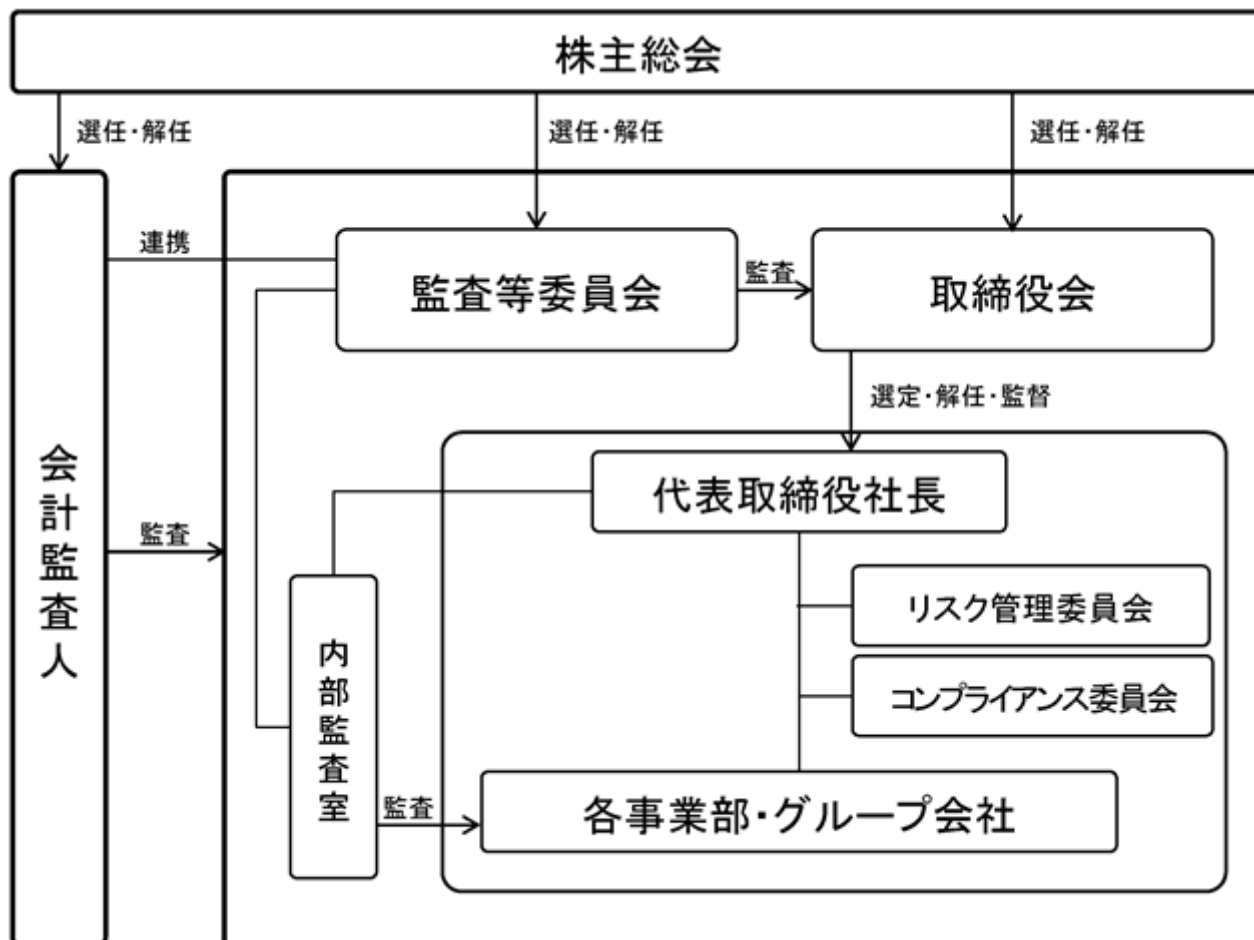 株主総会
選任・解任
選任・解任
選任・解任
連携
監査等委員会
監査
取締役会
選定・解任・監督
会計監査人
監査
代表取締役社長
リスク管理委員会
内部監査室
コンプライアンス委員会
監査
各事業部・グループ会社